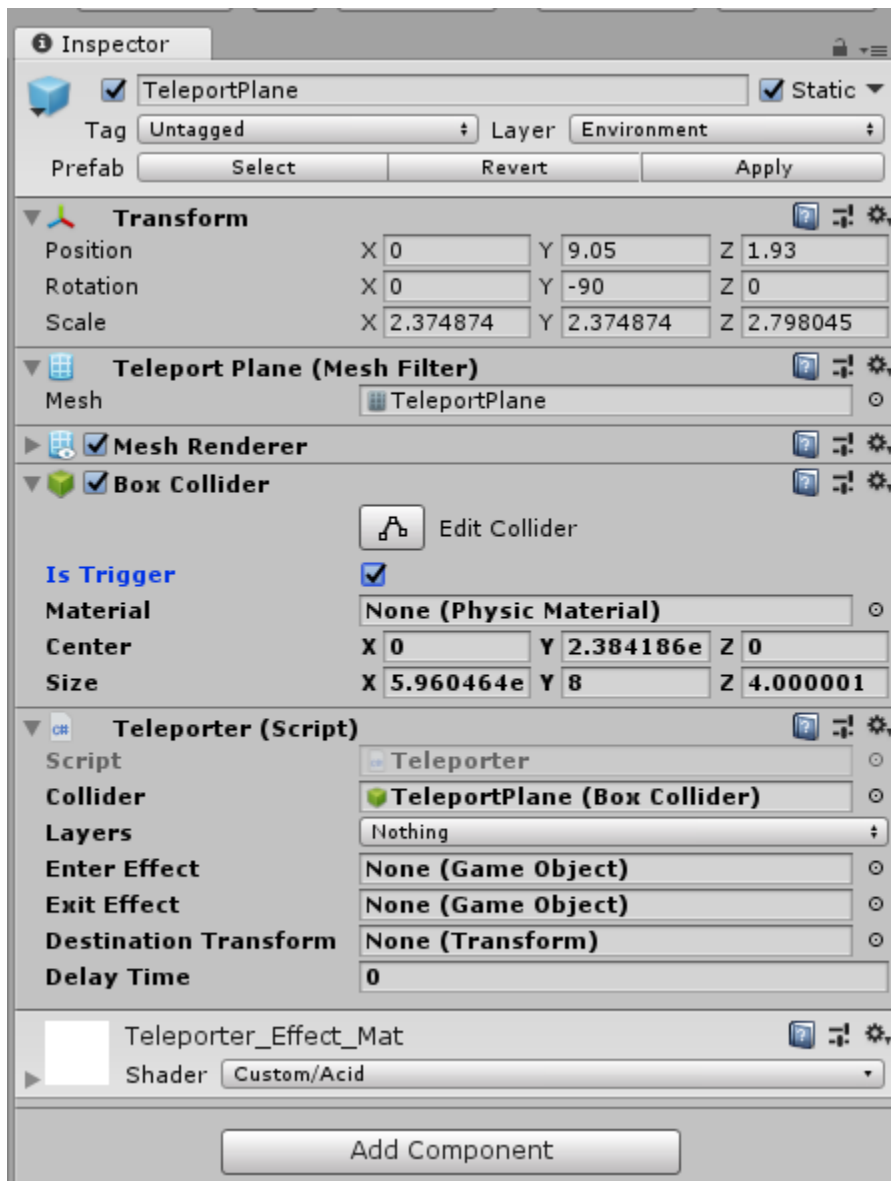 Inspector
TeleportPlane Static
Tag Untagged Layer Environment
Prefab Select Revert Apply
Transform
Position X 0 Y 9.05 Z 1.93
Rotation X 0 Y -90 Z 0
Scale X 2.374874 Y 2.374874 Z 2.798045
Teleport Plane (Mesh Filter)
Mesh TeleportPlane
Mesh Renderer
Box Collider
Edit Collider
Is Trigger
Material None (Physic Material)
Center X 0 Y 2.384186e Z 0
Size X 5.960464e Y 8 Z 4.000001
C# Teleporter (Script)
Script Teleporter
Collider TeleportPlane (Box Collider)
Layers Nothing
Enter Effect None (Game Object)
Exit Effect None (Game Object)
Destination Transform None (Transform)
Delay Time 0
Teleporter_Effect_Mat
Shader Custom/Acid
Add Component